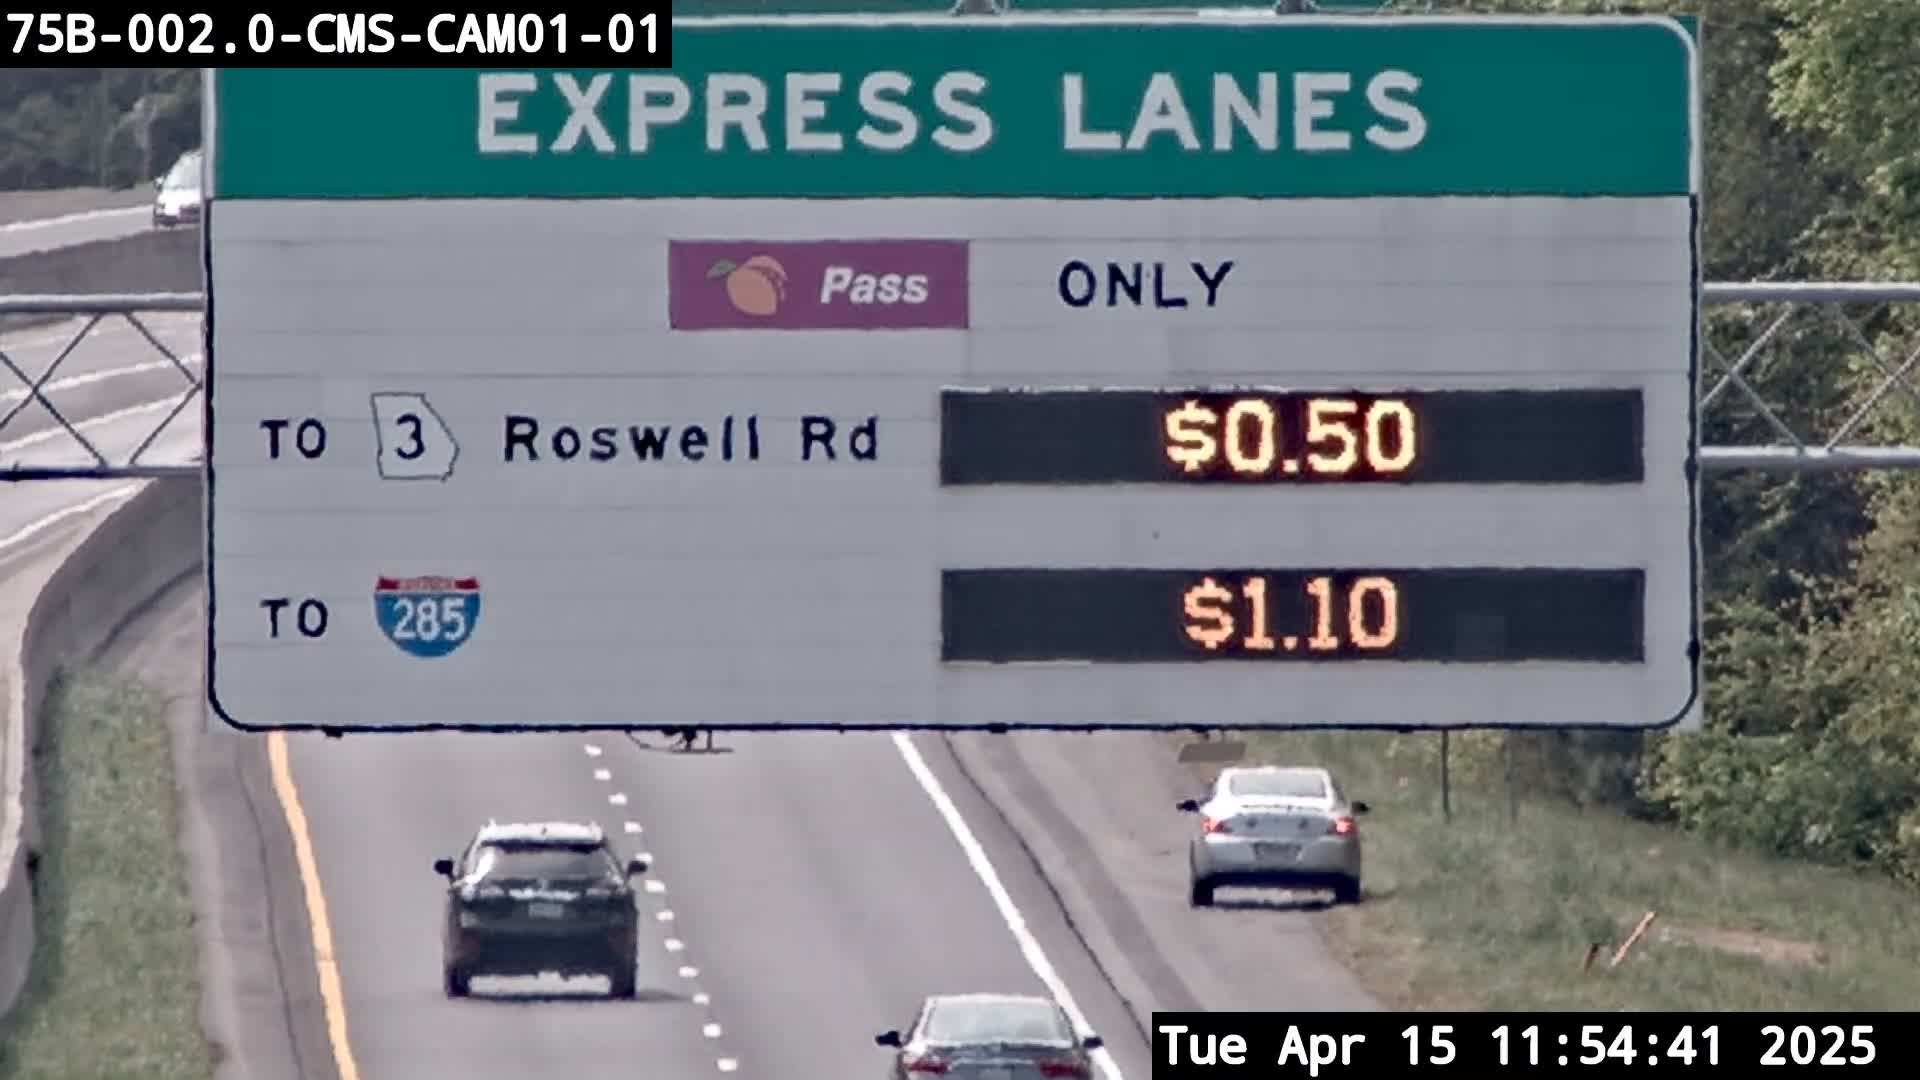 75B-002.0-CMS-CAM01-01
EXPRESS LANES
Pass ONLY
TO 3 Roswell Rd $0.50
TO 285 $1.10
Tue Apr 15 11:54:41 2025